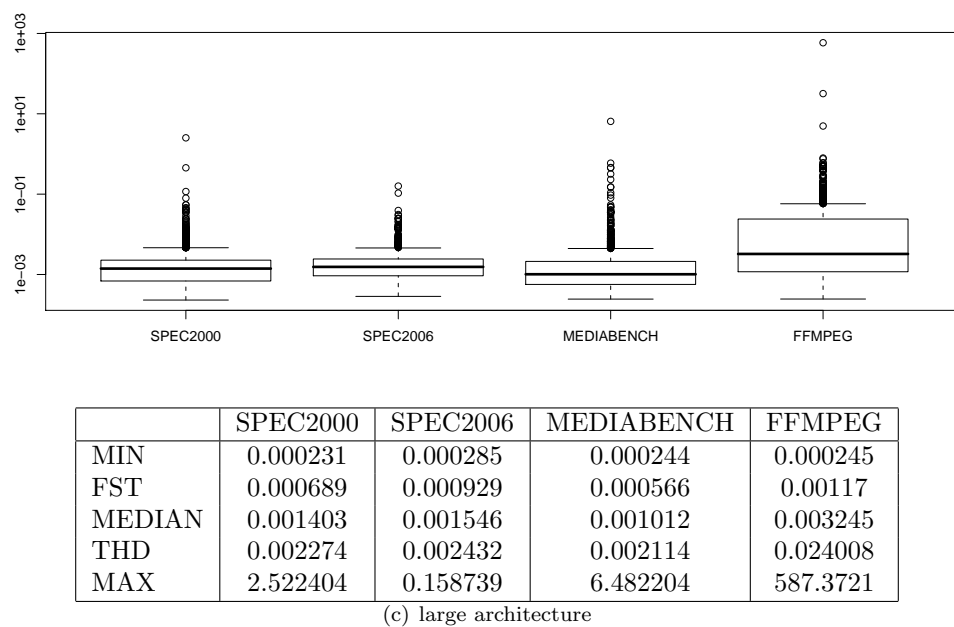 1e+03
1e+01
1e-01
1e-03
SPEC2000 SPEC2006 MEDIABENCH FFMPEG
SPEC2000 SPEC2006 MEDIABENCH FFMPEG
MIN 0.000231 0.000285 0.000244 0.000245
FST 0.000689 0.000929 0.000566 0.00117
MEDIAN 0.001403 0.001546 0.001012 0.003245
THD 0.002274 0.002432 0.002114 0.024008
MAX 2.522404 0.158739 6.482204 587.3721
(c) large architecture